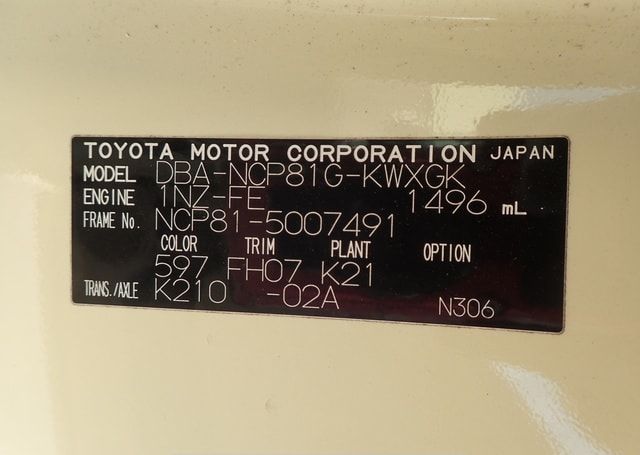 TOYOTA MOTOR CORPORATION JAPAN
MODEL DBA-NCP81G-KWXGK
ENGINE 1NZ-FE 1496 mL
FRAME No. NCP81-5007491
COLOR TRIM PLANT OPTION
597 FH07 K21
TRANS./AXLE K210 -02A N306